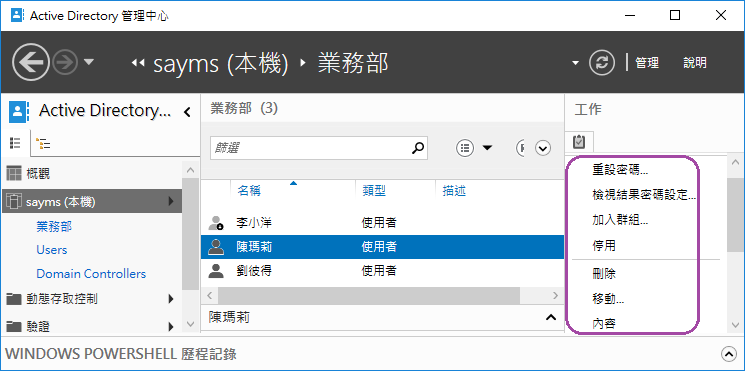 Active Directory 管理中心
sayms (本機) 業務部
管理 說明
Active Directory...
概觀
sayms (本機)
業務部
Users
Domain Controllers
動態存取控制
驗證
業務部 (3)
篩選
名稱 類型 描述
李小洋 使用者
陳瑪莉 使用者
劉彼得 使用者
陳瑪莉
工作
重設密碼...
檢視結果密碼設定...
加入群組...
停用
刪除
移動...
內容
WINDOWS POWERSHELL 歷程記錄